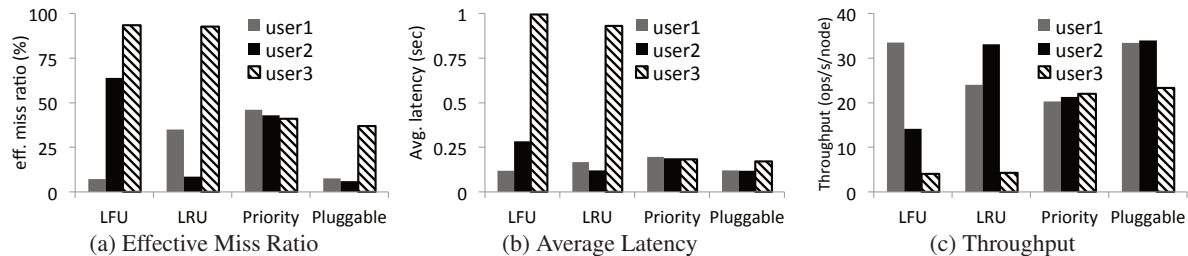 100
75
50
25
0
eff. miss ratio (%)
user1
user2
user3
LFU LRU Priority Pluggable
(a) Effective Miss Ratio
1
0.75
0.5
0.25
0
Avg. latency (sec)
user1
user2
user3
LFU LRU Priority Pluggable
(b) Average Latency
40
30
20
10
0
Throughput (ops/s/node)
user1
user2
user3
LFU LRU Priority Pluggable
(c) Throughput